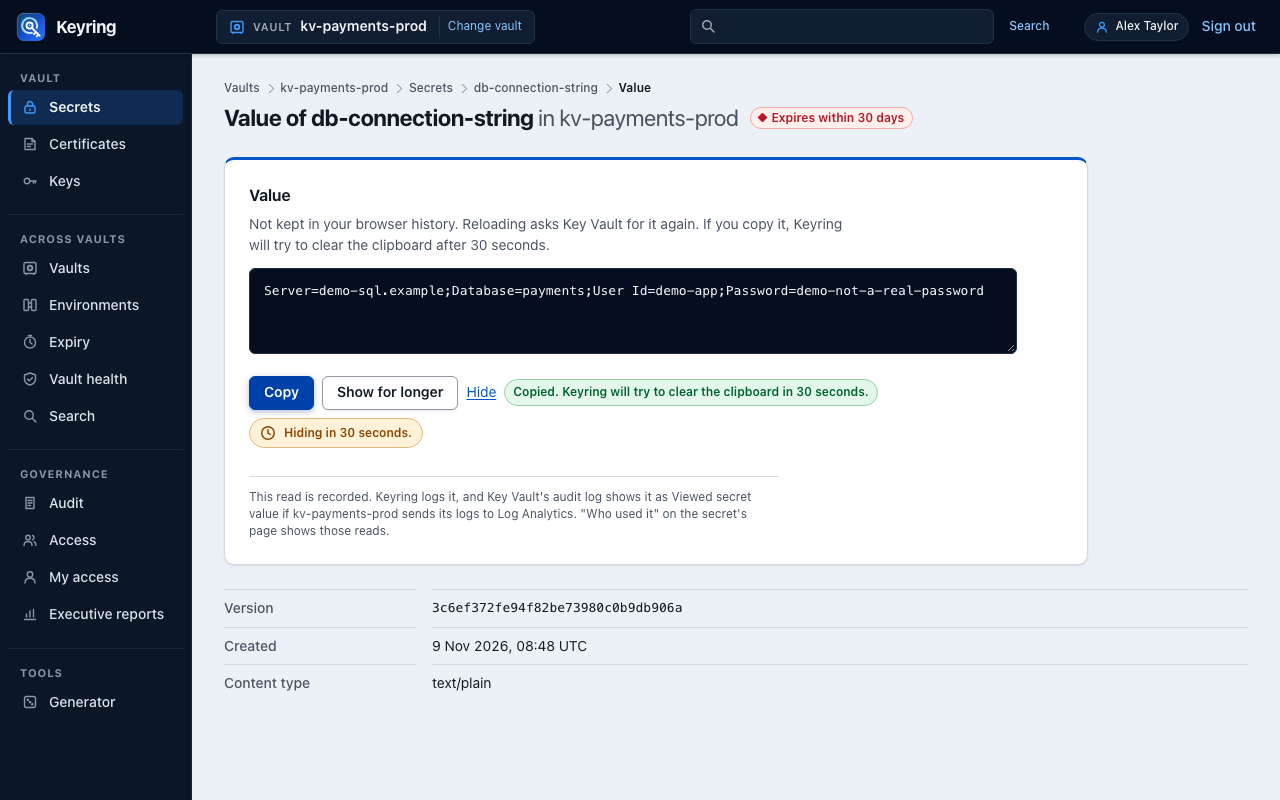 Keyring
VAULT kv-payments-prod Change vault
Search
Alex Taylor
Sign out
VAULT
Secrets
Certificates
Keys
ACROSS VAULTS
Vaults
Environments
Expiry
Vault health
Search
GOVERNANCE
Audit
Access
My access
Executive reports
TOOLS
Generator
Vaults kv-payments-prod Secrets db-connection-string Value
Value of db-connection-string in kv-payments-prod Expires within 30 days
Value
Not kept in your browser history. Reloading asks Key Vault for it again. If you copy it, Keyring
will try to clear the clipboard after 30 seconds.
Server=demo-sql.example;Database=payments;User Id=demo-app;Password=demo-not-a-real-password
Copy Show for longer Hide Copied. Keyring will try to clear the clipboard in 30 seconds.
Hiding in 30 seconds.
This read is recorded. Keyring logs it, and Key Vault's audit log shows it as Viewed secret
value if kv-payments-prod sends its logs to Log Analytics. "Who used it" on the secret's
page shows those reads.
Version 3c6ef372fe94f82be73980c0b9db906a
Created 9 Nov 2026, 08:48 UTC
Content type text/plain